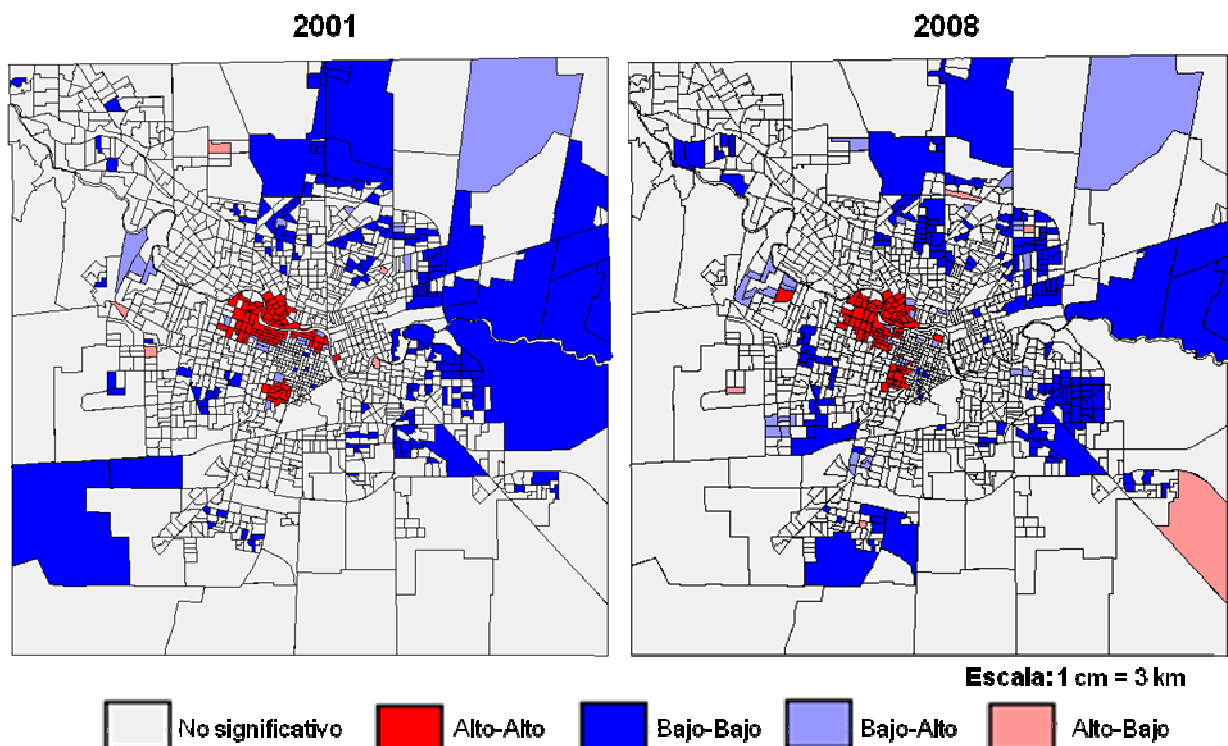 2001 2008
Escala: 1 cm = 3 km
No significativo Alto-Alto Bajo-Bajo Bajo-Alto Alto-Bajo